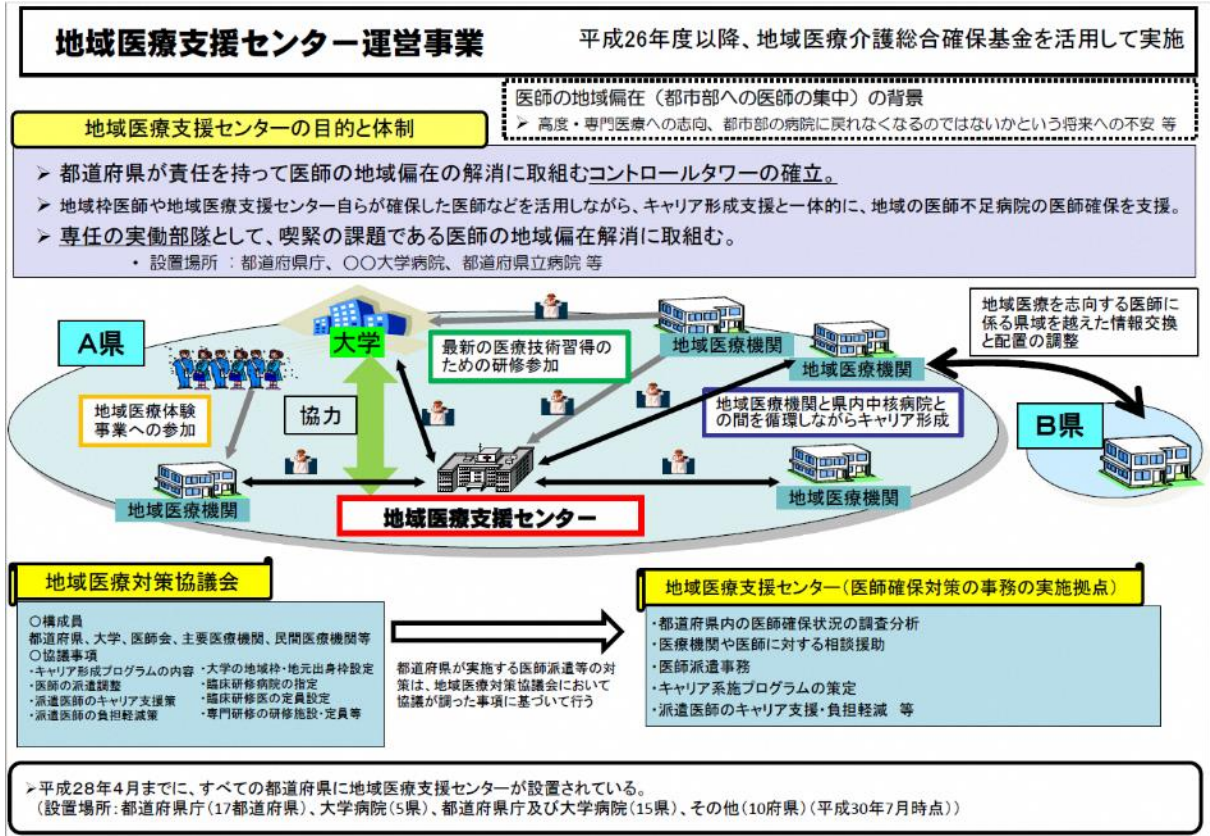 地域医療支援センター運営事業
平成26年度以降、地域医療介護総合確保基金を活用して実施
医師の地域偏在（都市部への医師の集中）の背景
➢ 高度・専門医療への志向、都市部の病院に戻れなくなるのではないかという将来への不安 等
地域医療支援センターの目的と体制
➢ 都道府県が責任を持って医師の地域偏在の解消に取組むコントロールタワーの確立。
➢ 地域枠医師や地域医療支援センター自らが確保した医師などを活用しながら、キャリア形成支援と一体的に、地域の医師不足病院の医師確保を支援。
➢ 専任の実働部隊として、喫緊の課題である医師の地域偏在解消に取組む。
・ 設置場所 ：都道府県庁、〇〇大学病院、都道府県立病院 等
A県
大学
最新の医療技術習得の
ための研修参加
地域医療機関
地域医療機関
地域医療を志向する医師に
係る県域を越えた情報交換
と配置の調整
地域医療体験
事業への参加
協力
地域医療機関と県内中核病院と
の間を循環しながらキャリア形成
B県
地域医療機関
地域医療支援センター
地域医療機関
地域医療対策協議会
○構成員
都道府県、大学、医師会、主要医療機関、民間医療機関等
○協議事項
・キャリア形成プログラムの内容
・医師の派遣調整
・派遣医師のキャリア支援策
・派遣医師の負担軽減策
・大学の地域枠・地元出身枠設定
・臨床研修病院の指定
・臨床研修医の定員設定
・専門研修の研修施設・定員等
都道府県が実施する医師派遣等の対
策は、地域医療対策協議会において
協議が調った事項に基づいて行う
地域医療支援センター（医師確保対策の事務の実施拠点）
・都道府県内の医師確保状況の調査分析
・医療機関や医師に対する相談援助
・医師派遣事務
・キャリア系施プログラムの策定
・派遣医師のキャリア支援・負担軽減 等
➢平成28年4月までに、すべての都道府県に地域医療支援センターが設置されている。
（設置場所：都道府県庁（17都道府県）、大学病院（5県）、都道府県庁及び大学病院（15県）、その他（10府県）（平成30年7月時点））